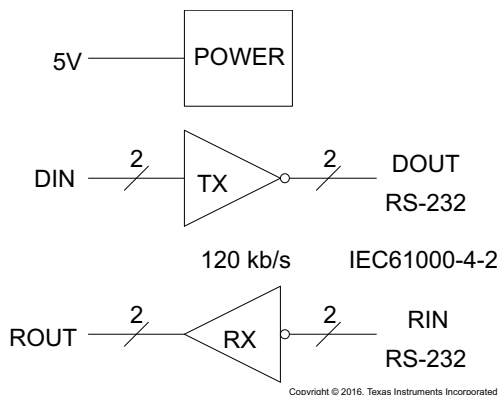 5V
POWER
DIN
2
TX
2
DOUT
RS-232
120 kb/s
IEC61000-4-2
ROUT
2
RX
2
RIN
RS-232
Copyright © 2016, Texas Instruments Incorporated